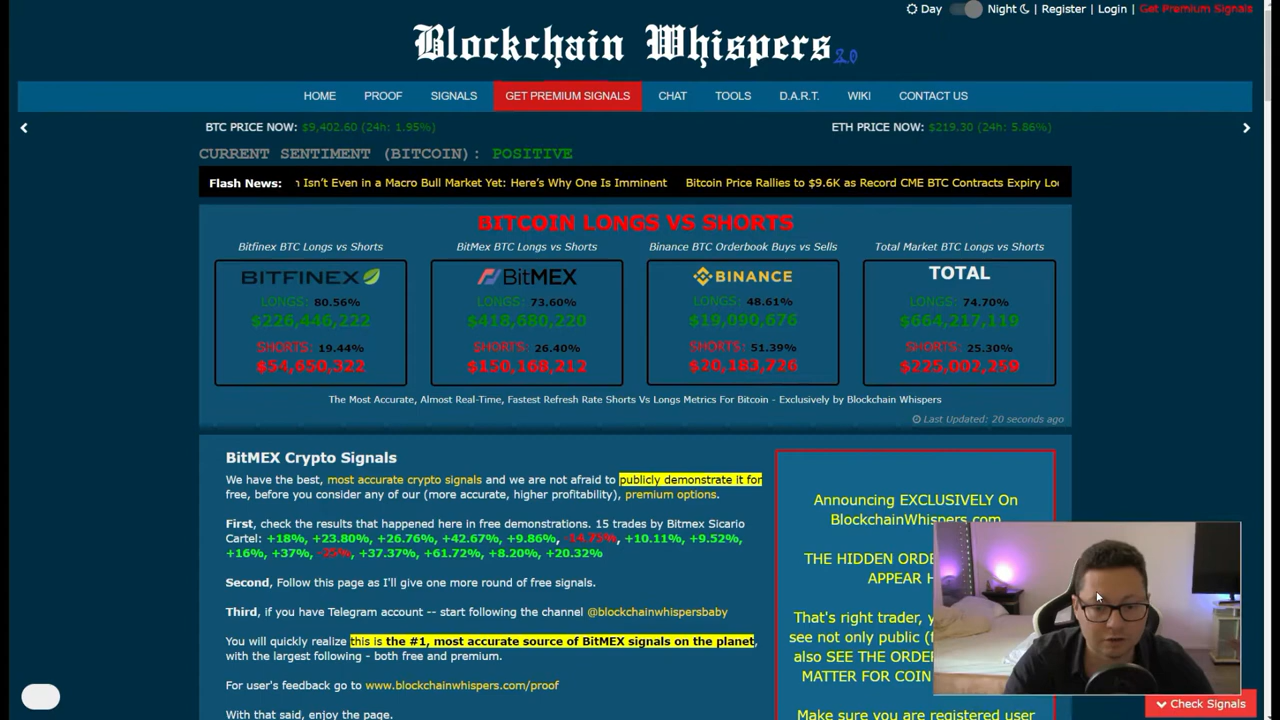 Day Night | Register | Login | Get Premium Signals
Blockchain Whispers 2.0
HOME PROOF SIGNALS GET PREMIUM SIGNALS CHAT TOOLS D.A.R.T. WIKI CONTACT US
BTC PRICE NOW: $9,402.60 (24h: 1.95%) ETH PRICE NOW: $219.30 (24h: 5.86%)
CURRENT SENTIMENT (BITCOIN): POSITIVE
Flash News: n Isn't Even in a Macro Bull Market Yet: Here's Why One Is Imminent Bitcoin Price Rallies to $9.6K as Record CME BTC Contracts Expiry
BITCOIN LONGS VS SHORTS
Bitfinex BTC Longs vs Shorts BitMex BTC Longs vs Shorts Binance BTC Orderbook Buys vs Sells Total Market BTC Longs vs Shorts
BITFINEX BitMEX BINANCE TOTAL
LONGS: 80.56% LONGS: 73.60% LONGS: 48.61% LONGS: 74.70%
$226,446,222 $418,680,220 $19,090,676 $664,217,119
SHORTS: 19.44% SHORTS: 26.40% SHORTS: 51.39% SHORTS: 25.30%
$54,650,322 $150,168,212 $20,183,726 $225,002,259
The Most Accurate, Almost Real-Time, Fastest Refresh Rate Shorts Vs Longs Metrics For Bitcoin - Exclusively by Blockchain Whispers
Last Updated: 20 seconds ago
BitMEX Crypto Signals
We have the best, most accurate crypto signals and we are not afraid to publicly demonstrate it for
free, before you consider any of our (more accurate, higher profitability), premium options.
First, check the results that happened here in free demonstrations. 15 trades by Bitmex Sicario
Cartel: +18%, +23.80%, +26.76%, +42.67%, +9.86%, -14.75%, +10.11%, +9.52%,
+16%, +37%, -25%, +37.37%, +61.72%, +8.20%, +20.32%
Second, Follow this page as I'll give one more round of free signals.
Third, if you have Telegram account -- start following the channel @blockchainwhispersbaby
You will quickly realize this is the #1, most accurate source of BitMEX signals on the planet,
with the largest following - both free and premium.
For user's feedback go to www.blockchainwhispers.com/proof
With that said, enjoy the page.
Announcing EXCLUSIVELY On
BlockchainWhispers.com
THE HIDDEN
APPEAR
That's right trader,
see not only public
also SEE THE
MATTER FOR
Make sure you are registered user
Check Signals